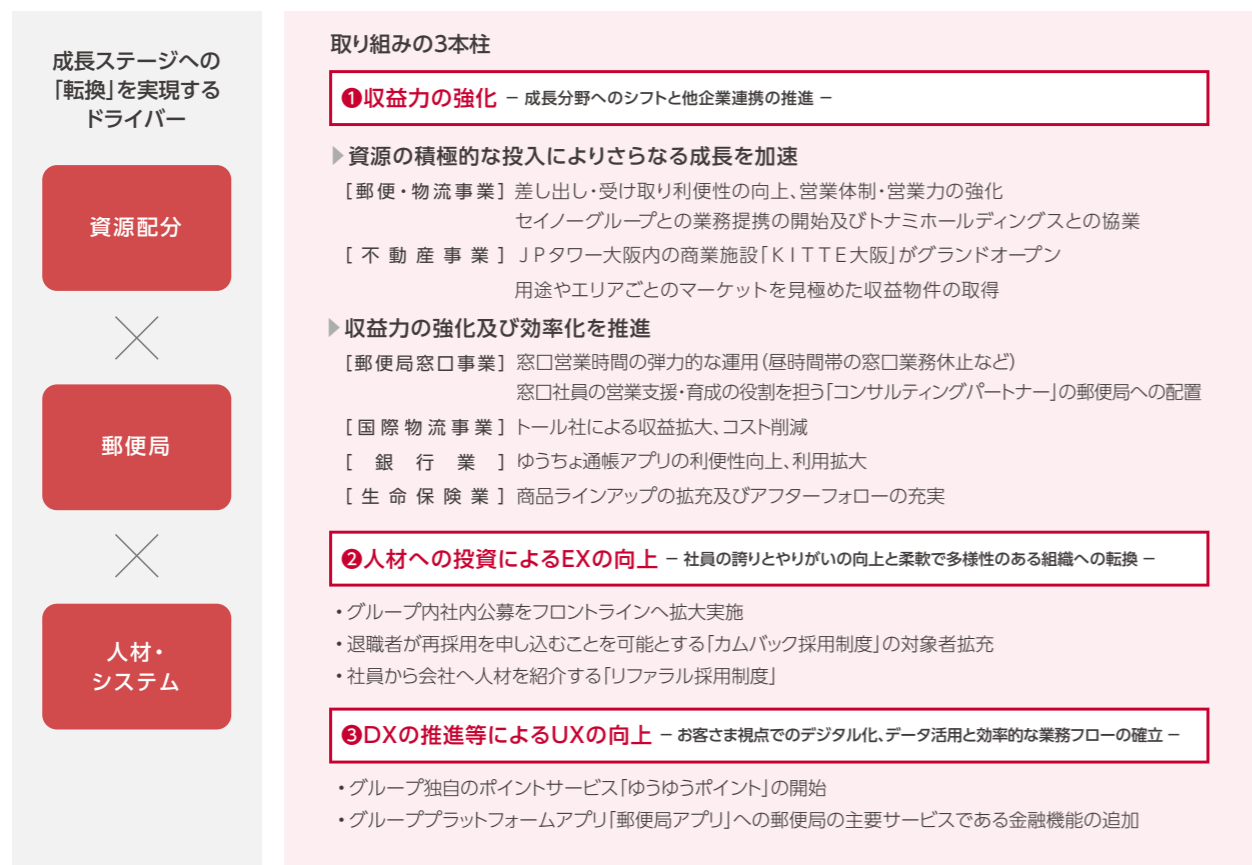 成長ステージへの
「転換」を実現する
ドライバー
資源配分
郵便局
人材・
システム
取り組みの3本柱
❶収益力の強化 − 成長分野へのシフトと他企業連携の推進 −
▶資源の積極的な投入によりさらなる成長を加速
[郵便・物流事業] 差し出し・受け取り利便性の向上、営業体制・営業力の強化
セイノーグループとの業務提携の開始及びトナミホールディングスとの協業
[不動産事業] JPタワー大阪内の商業施設「KITTE大阪」がグランドオープン
用途やエリアごとのマーケットを見極めた収益物件の取得
▶収益力の強化及び効率化を推進
[郵便局窓口事業] 窓口営業時間の弾力的な運用(昼時間帯の窓口業務休止など)
窓口社員の営業支援・育成の役割を担う「コンサルティングパートナー」の郵便局への配置
[国際物流事業] トール社による収益拡大、コスト削減
[銀行業] ゆうちょ通帳アプリの利便性向上、利用拡大
[生命保険業] 商品ラインアップの拡充及びアフターフォローの充実
❷人材への投資によるEXの向上 − 社員の誇りとやりがいの向上と柔軟で多様性のある組織への転換 −
・グループ内社内公募をフロントラインへ拡大実施
・退職者が再採用を申し込むことを可能とする「カムバック採用制度」の対象者拡充
・社員から会社へ人材を紹介する「リファラル採用制度」
❸DXの推進等によるUXの向上 − お客さま視点でのデジタル化、データ活用と効率的な業務フローの確立 −
・グループ独自のポイントサービス「ゆうゆうポイント」の開始
・グループプラットフォームアプリ「郵便局アプリ」への郵便局の主要サービスである金融機能の追加